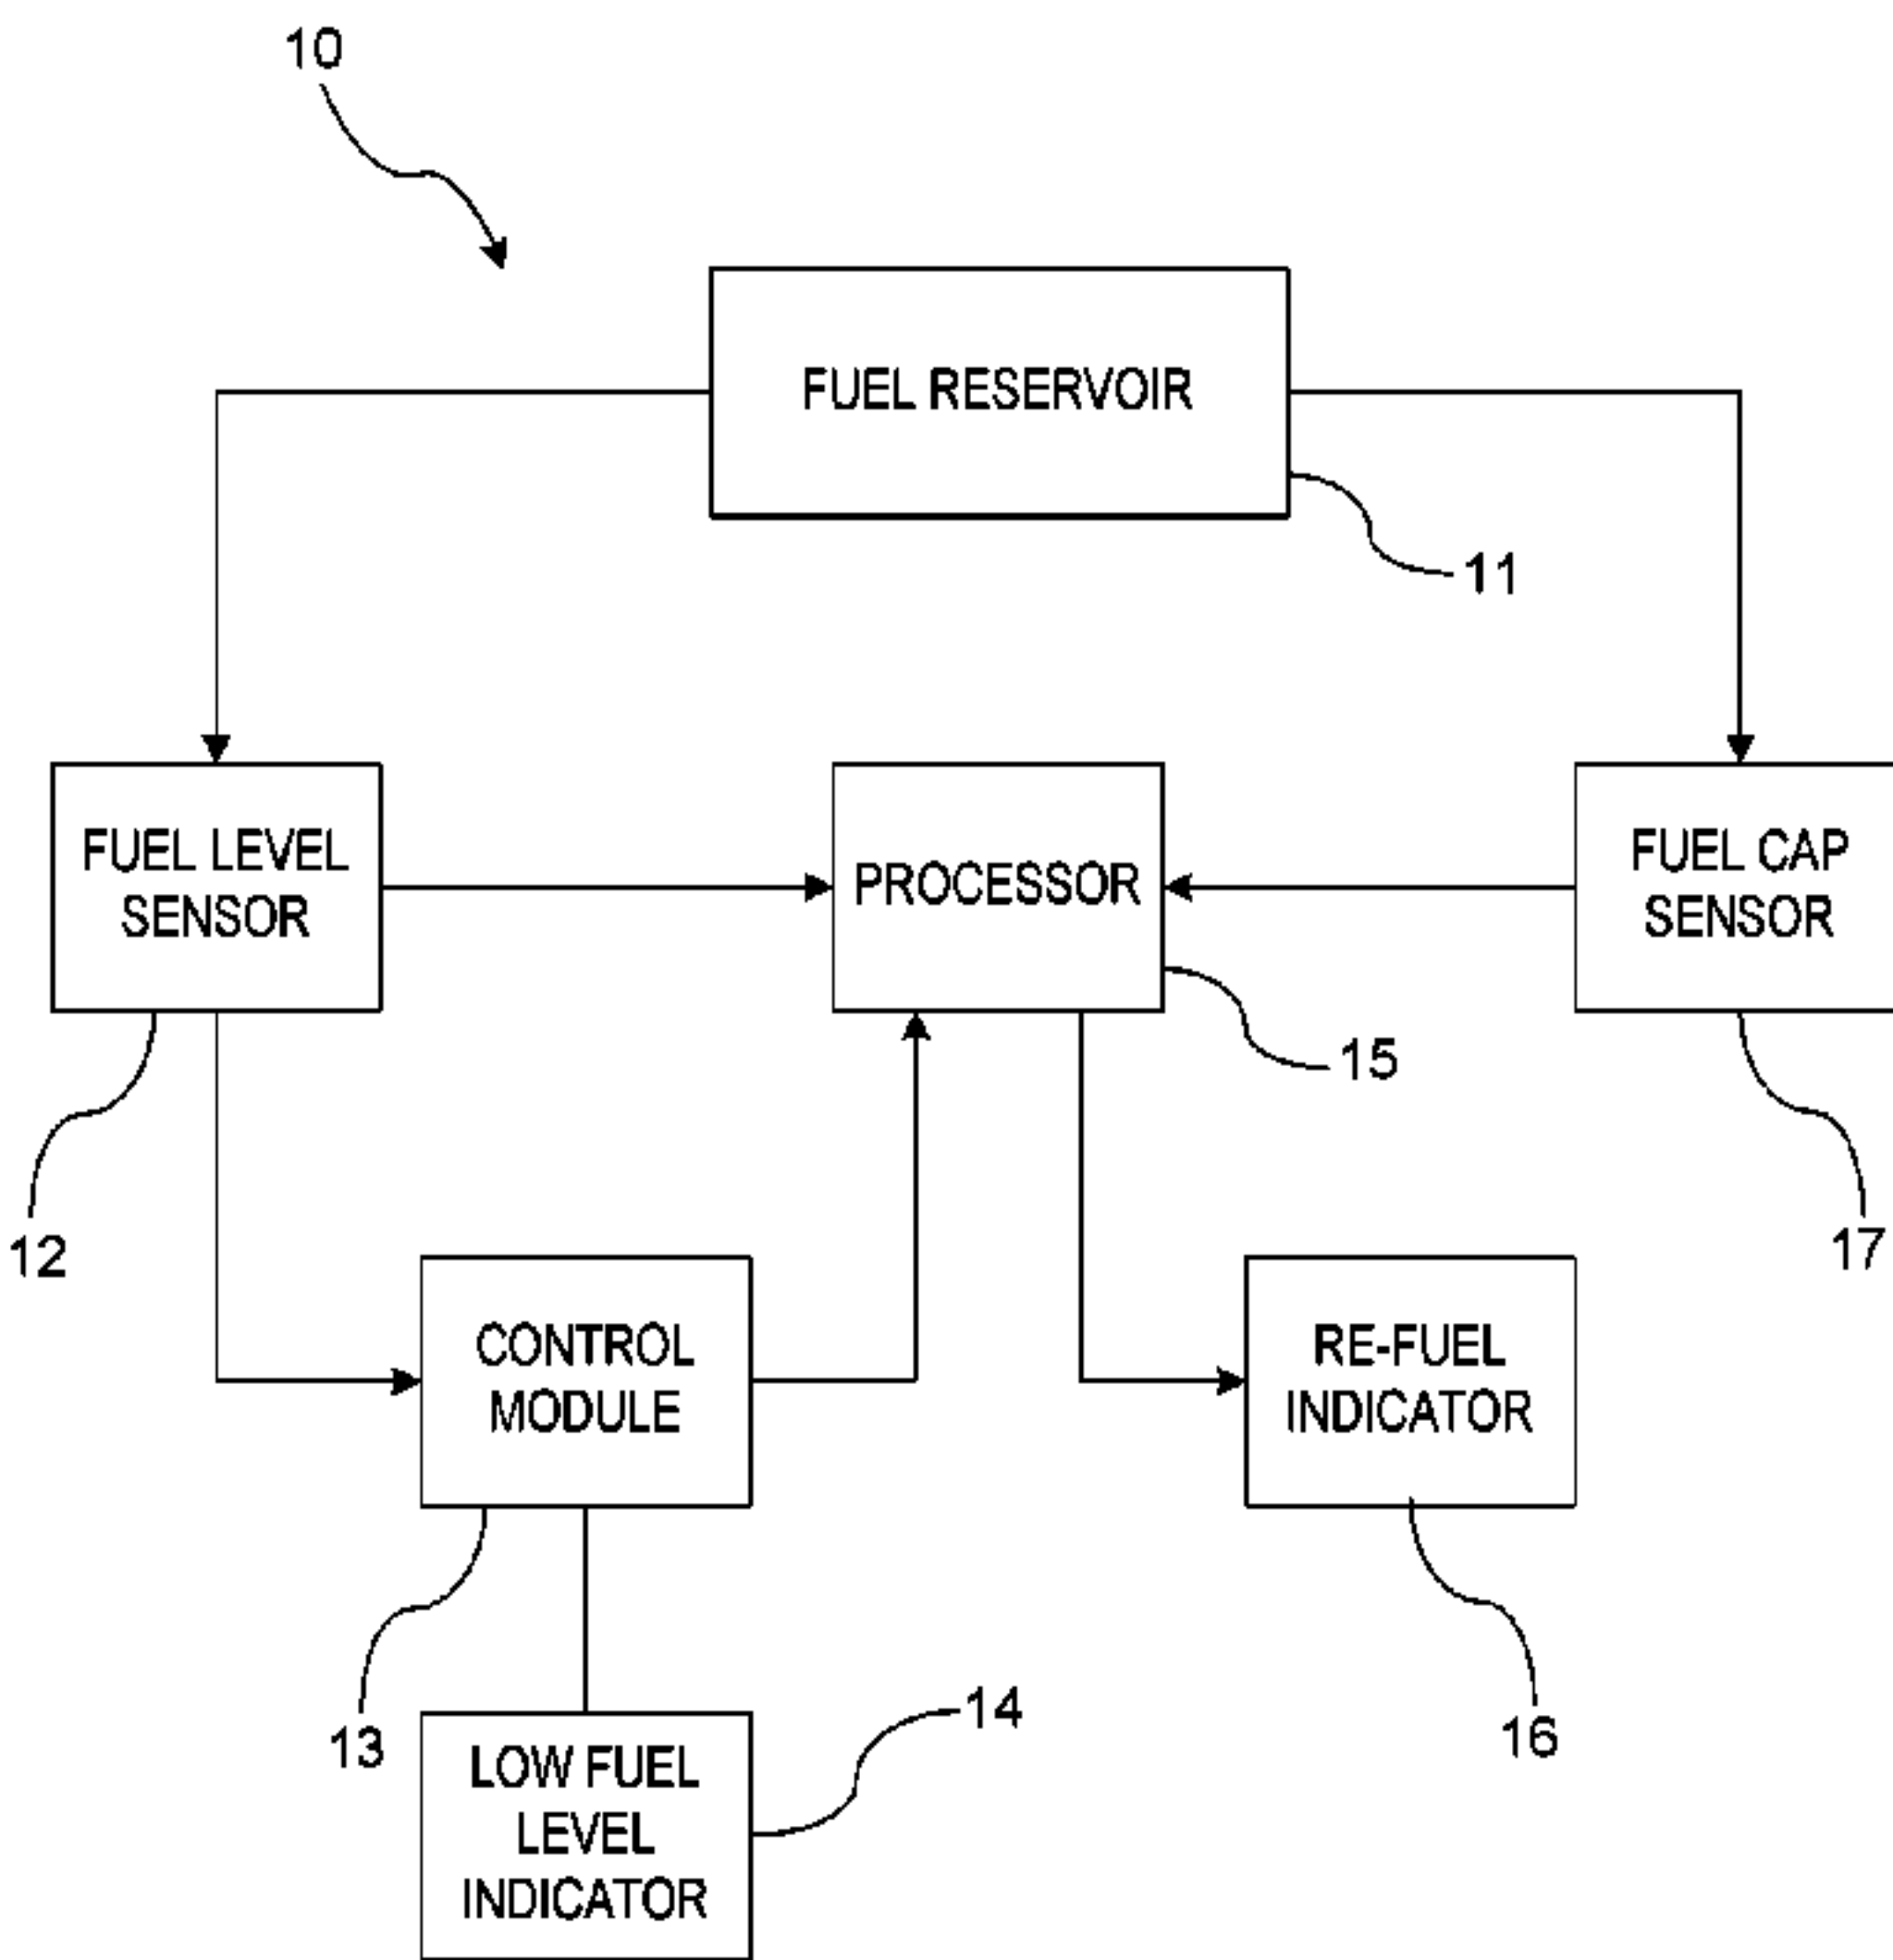 10
FUEL RESERVOIR
11
FUEL LEVEL
SENSOR
PROCESSOR
FUEL CAP
SENSOR
15
12
17
CONTROL
MODULE
RE-FUEL
INDICATOR
13
14
16
LOW FUEL
LEVEL
INDICATOR